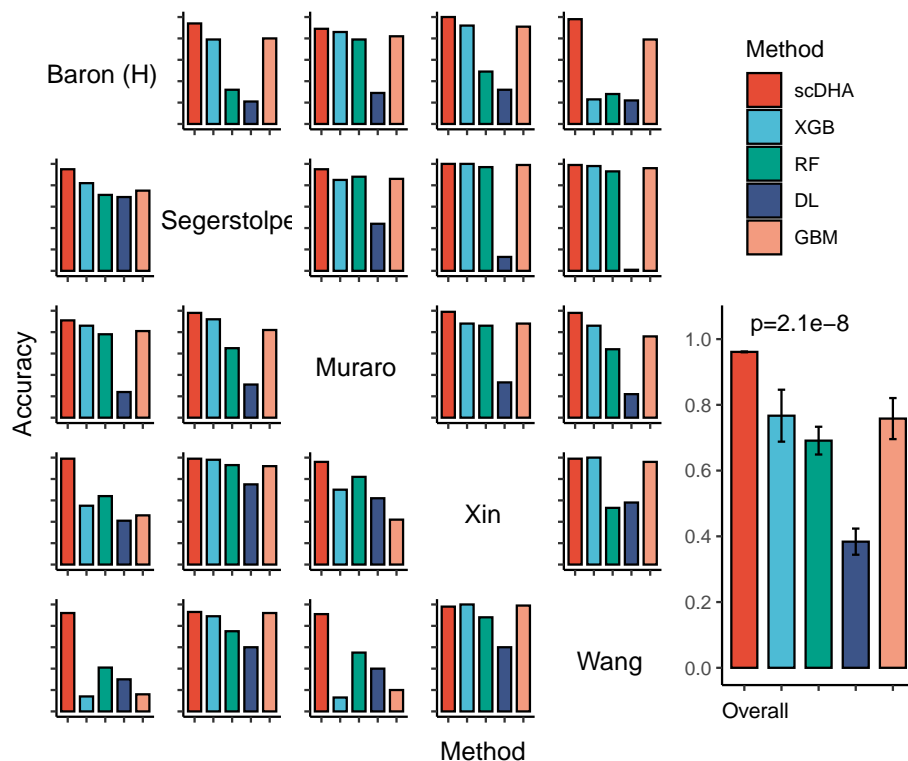 Baron (H)
Method
scDHA
XGB
RF
DL
GBM
Segerstolpe
Accuracy
Muraro
p=2.1e−8
1.0
0.8
0.6
0.4
0.2
0.0
Xin
Wang
Overall
Method